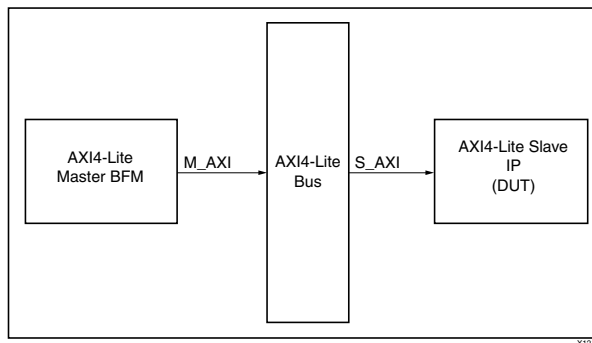 AXI4-Lite
Master BFM
M_AXI
AXI4-Lite
Bus
S_AXI
AXI4-Lite Slave
IP
(DUT)